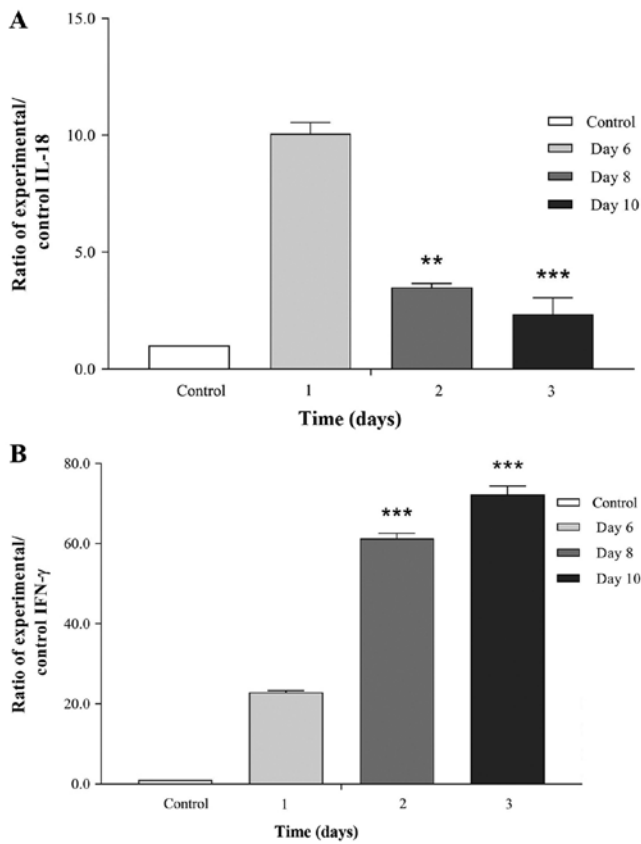 A
Ratio of experimental/
control IL-18
15.0
10.0
5.0
0.0
**
***
Control
Day 6
Day 8
Day 10
Control 1 2 3
Time (days)
B
Ratio of experimental/
control IFN-γ
80.0
60.0
40.0
20.0
0.0
***
***
Control
Day 6
Day 8
Day 10
Control 1 2 3
Time (days)